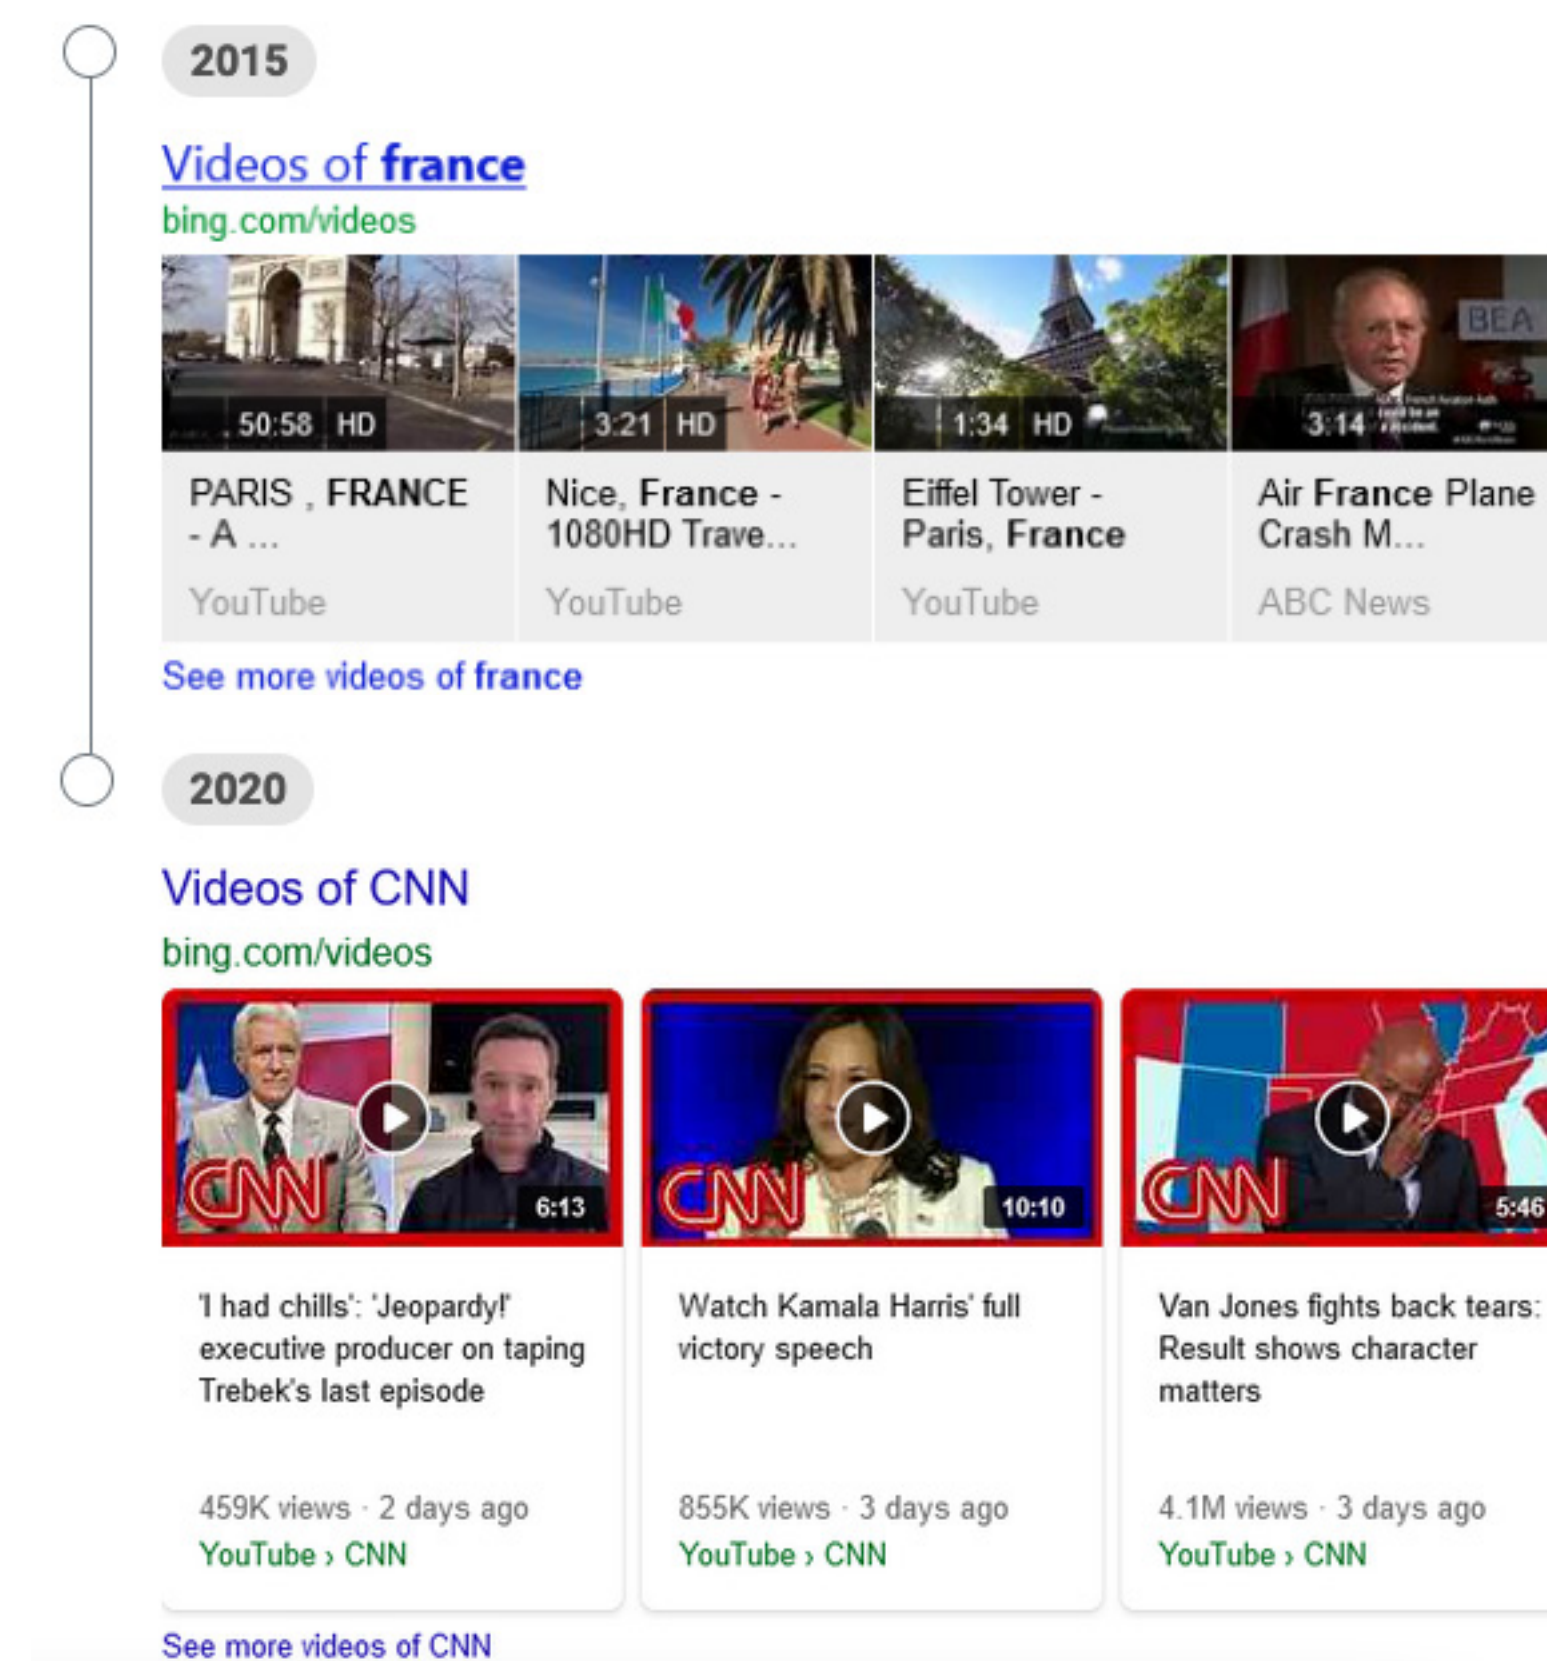 2015
Videos of france
bing.com/videos
50:58 HD
3:21 HD
1:34 HD
BEA
3:14
PARIS , FRANCE
- A ...
YouTube
Nice, France -
1080HD Trave...
YouTube
Eiffel Tower -
Paris, France
YouTube
Air France Plane
Crash M...
ABC News
See more videos of france
2020
Videos of CNN
bing.com/videos
CNN
6:13
CNN
10:10
CNN
5:46
'I had chills': 'Jeopardy!'
executive producer on taping
Trebek's last episode
459K views · 2 days ago
YouTube › CNN
Watch Kamala Harris' full
victory speech
855K views · 3 days ago
YouTube › CNN
Van Jones fights back tears:
Result shows character
matters
4.1M views · 3 days ago
YouTube › CNN
See more videos of CNN